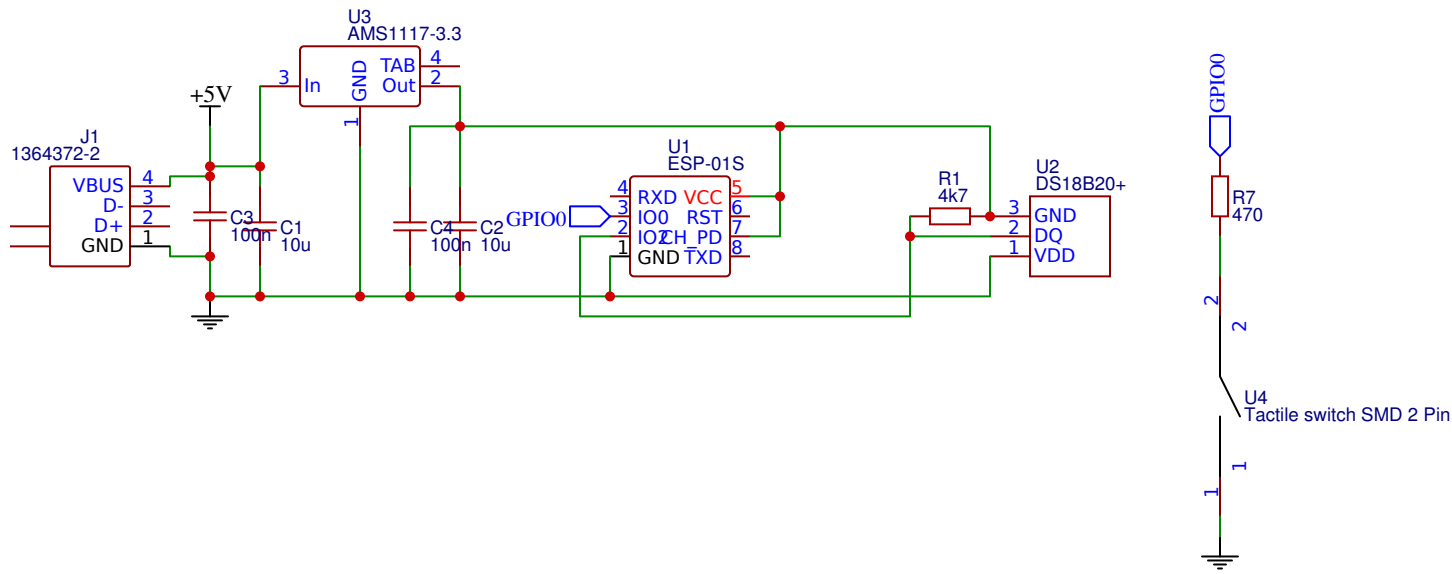 U3
AMS1117-3.3
3
In
GND
1
TAB
4
Out
2
+5V
J1
1364372-2
VBUS
4
D-
3
D+
2
GND
1
C3
100n
C1
10u
C4
100n
C2
10u
GPIO0
U1
ESP-01S
4
RXD
VCC
5
3
IO0
RST
6
2
IO2
CH_PD
7
1
GND
TXD
8
R1
4k7
U2
DS18B20+
3
GND
2
DQ
1
VDD
GPIO0
R7
470
2
2
U4
Tactile switch SMD 2 Pin
1
1